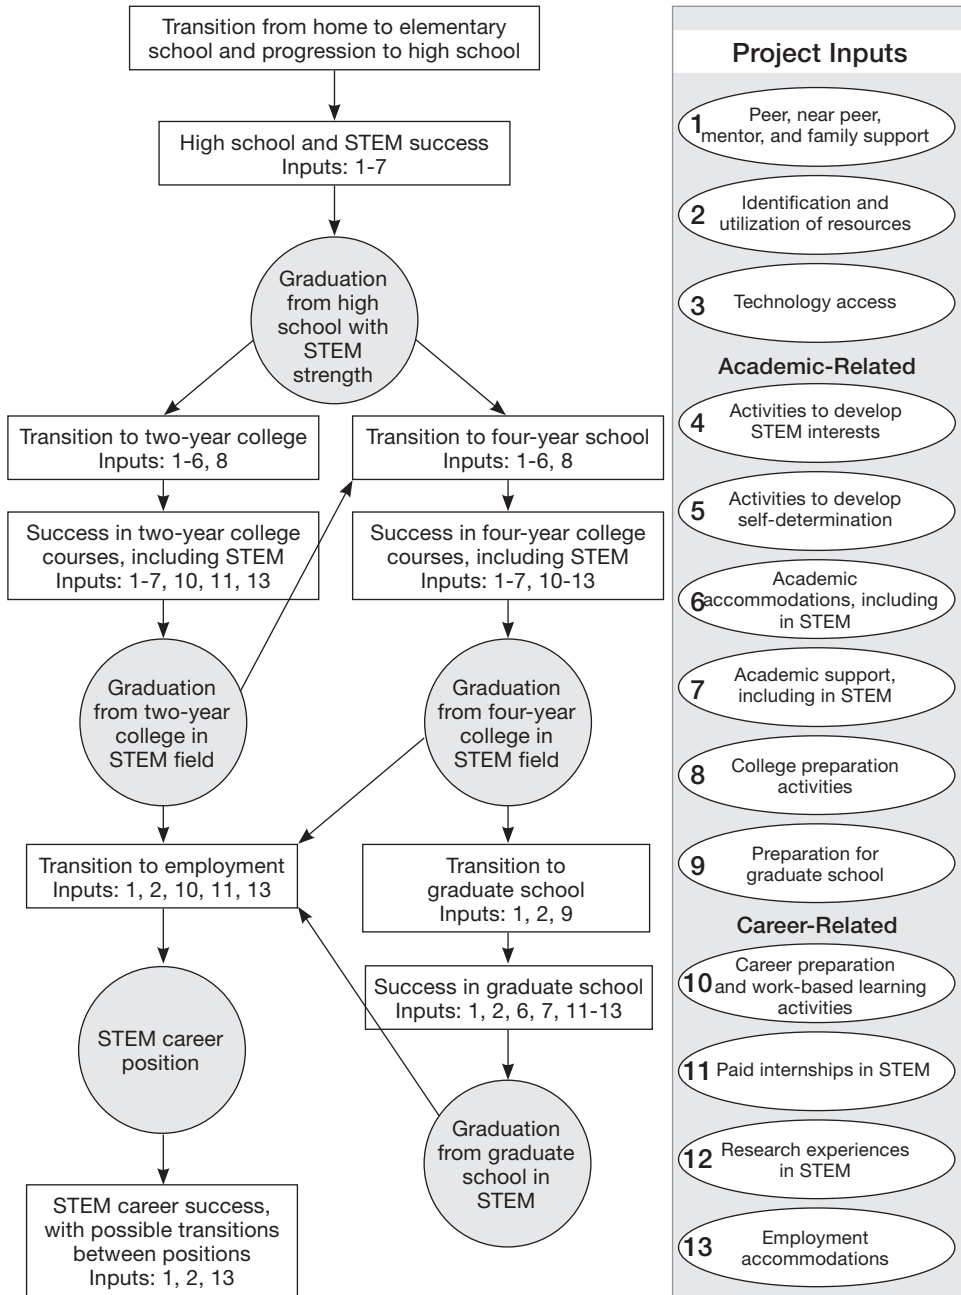 Transition from home to elementary
school and progression to high school
High school and STEM success
Inputs: 1-7
Graduation
from high
school with
STEM
strength
Transition to two-year college
Inputs: 1-6, 8
Transition to four-year school
Inputs: 1-6, 8
Success in two-year college
courses, including STEM
Inputs: 1-7, 10, 11, 13
Success in four-year college
courses, including STEM
Inputs: 1-7, 10-13
Graduation
from two-year
college in
STEM field
Graduation
from four-year
college in
STEM field
Transition to employment
Inputs: 1, 2, 10, 11, 13
Transition to
graduate school
Inputs: 1, 2, 9
Success in graduate school
Inputs: 1, 2, 6, 7, 11-13
STEM career
position
Graduation
from graduate
school in
STEM
STEM career success,
with possible transitions
between positions
Inputs: 1, 2, 13
Project Inputs
1
Peer, near peer,
mentor, and family support
2
Identification and
utilization of resources
3
Technology access
Academic-Related
4
Activities to develop
STEM interests
5
Activities to develop
self-determination
6
Academic
accommodations, including
in STEM
7
Academic support,
including in STEM
8
College preparation
activities
9
Preparation for
graduate school
Career-Related
10
Career preparation
and work-based learning
activities
11
Paid internships in STEM
12
Research experiences
in STEM
13
Employment
accommodations